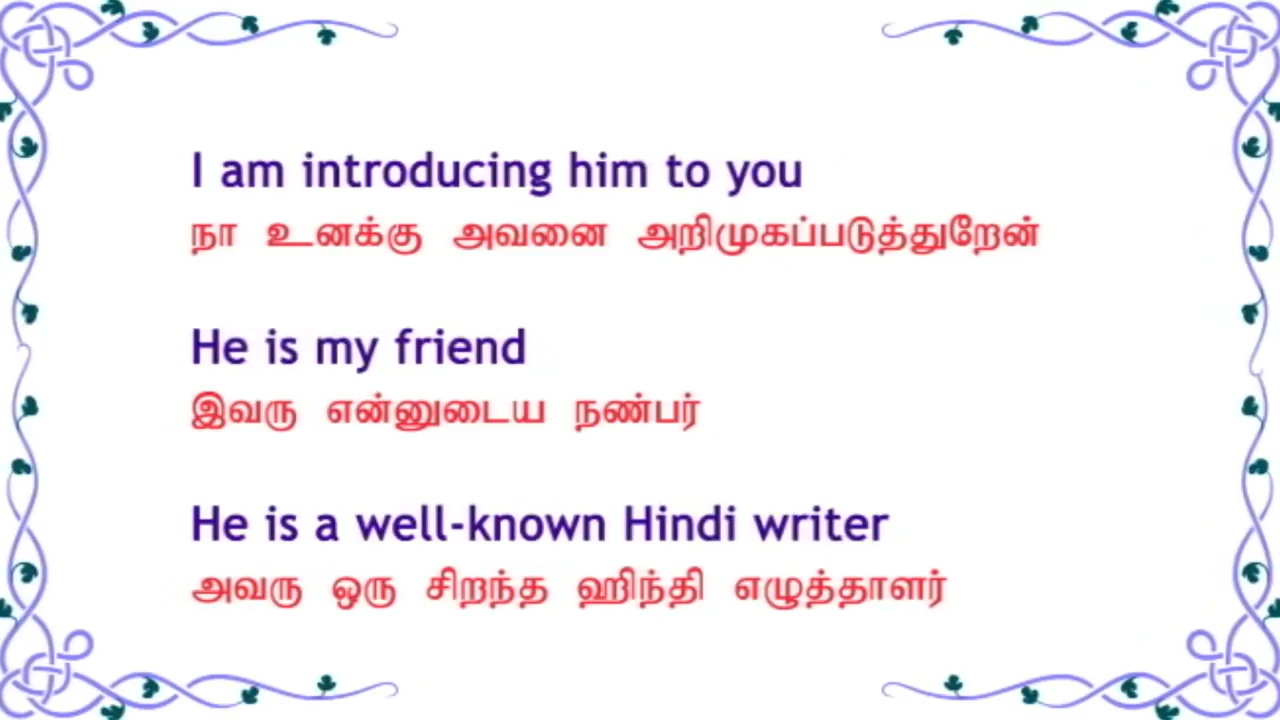 I am introducing him to you
நா உனக்கு அவனை அறிமுகப்படுத்துறேன்
He is my friend
இவரு என்னுடைய நண்பர்
He is a well-known Hindi writer
அவரு ஒரு சிறந்த ஹிந்தி எழுத்தாளர்